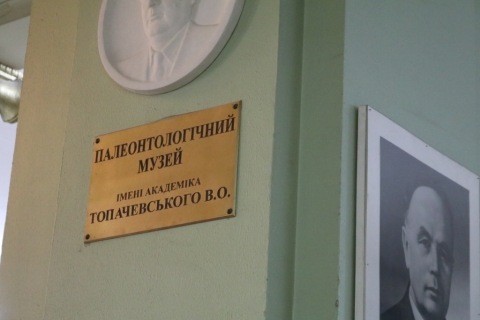 ПАЛЕОНТОЛОГІЧНИЙ
МУЗЕЙ
ІМЕНІ АКАДЕМІКА
ТОПАЧЕВСЬКОГО В.О.